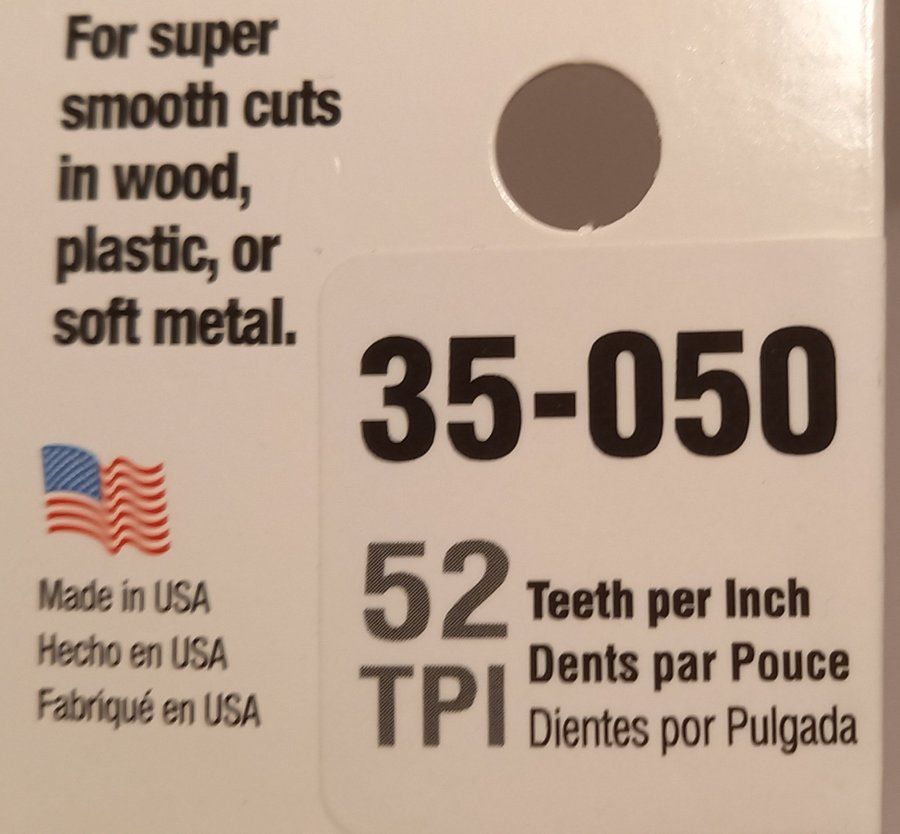 For super
smooth cuts
in wood,
plastic, or
soft metal.
Made in USA
Hecho en USA
Fabriqué en USA
35-050
52
TPI
Teeth per Inch
Dents par Pouce
Dientes por Pulgada